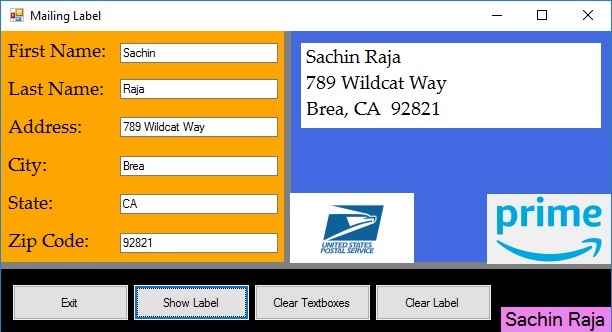 Mailing Label
First Name: Sachin
Last Name: Raja
Address: 789 Wildcat Way
City: Brea
State: CA
Zip Code: 92821
Sachin Raja
789 Wildcat Way
Brea, CA  92821
UNITED STATES
POSTAL SERVICE
prime
Exit Show Label Clear Textboxes Clear Label
Sachin Raja